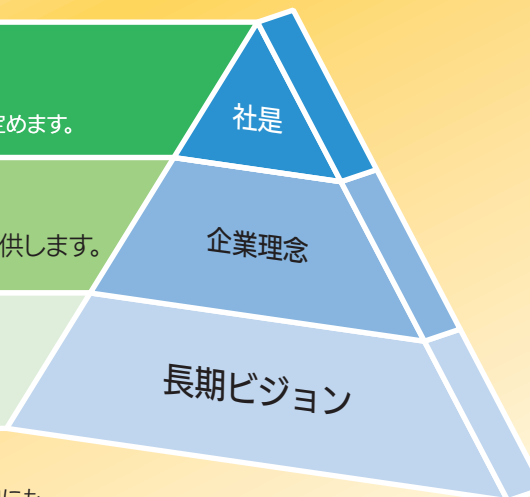 社是
定めます。
企業理念
供します。
長期ビジョン